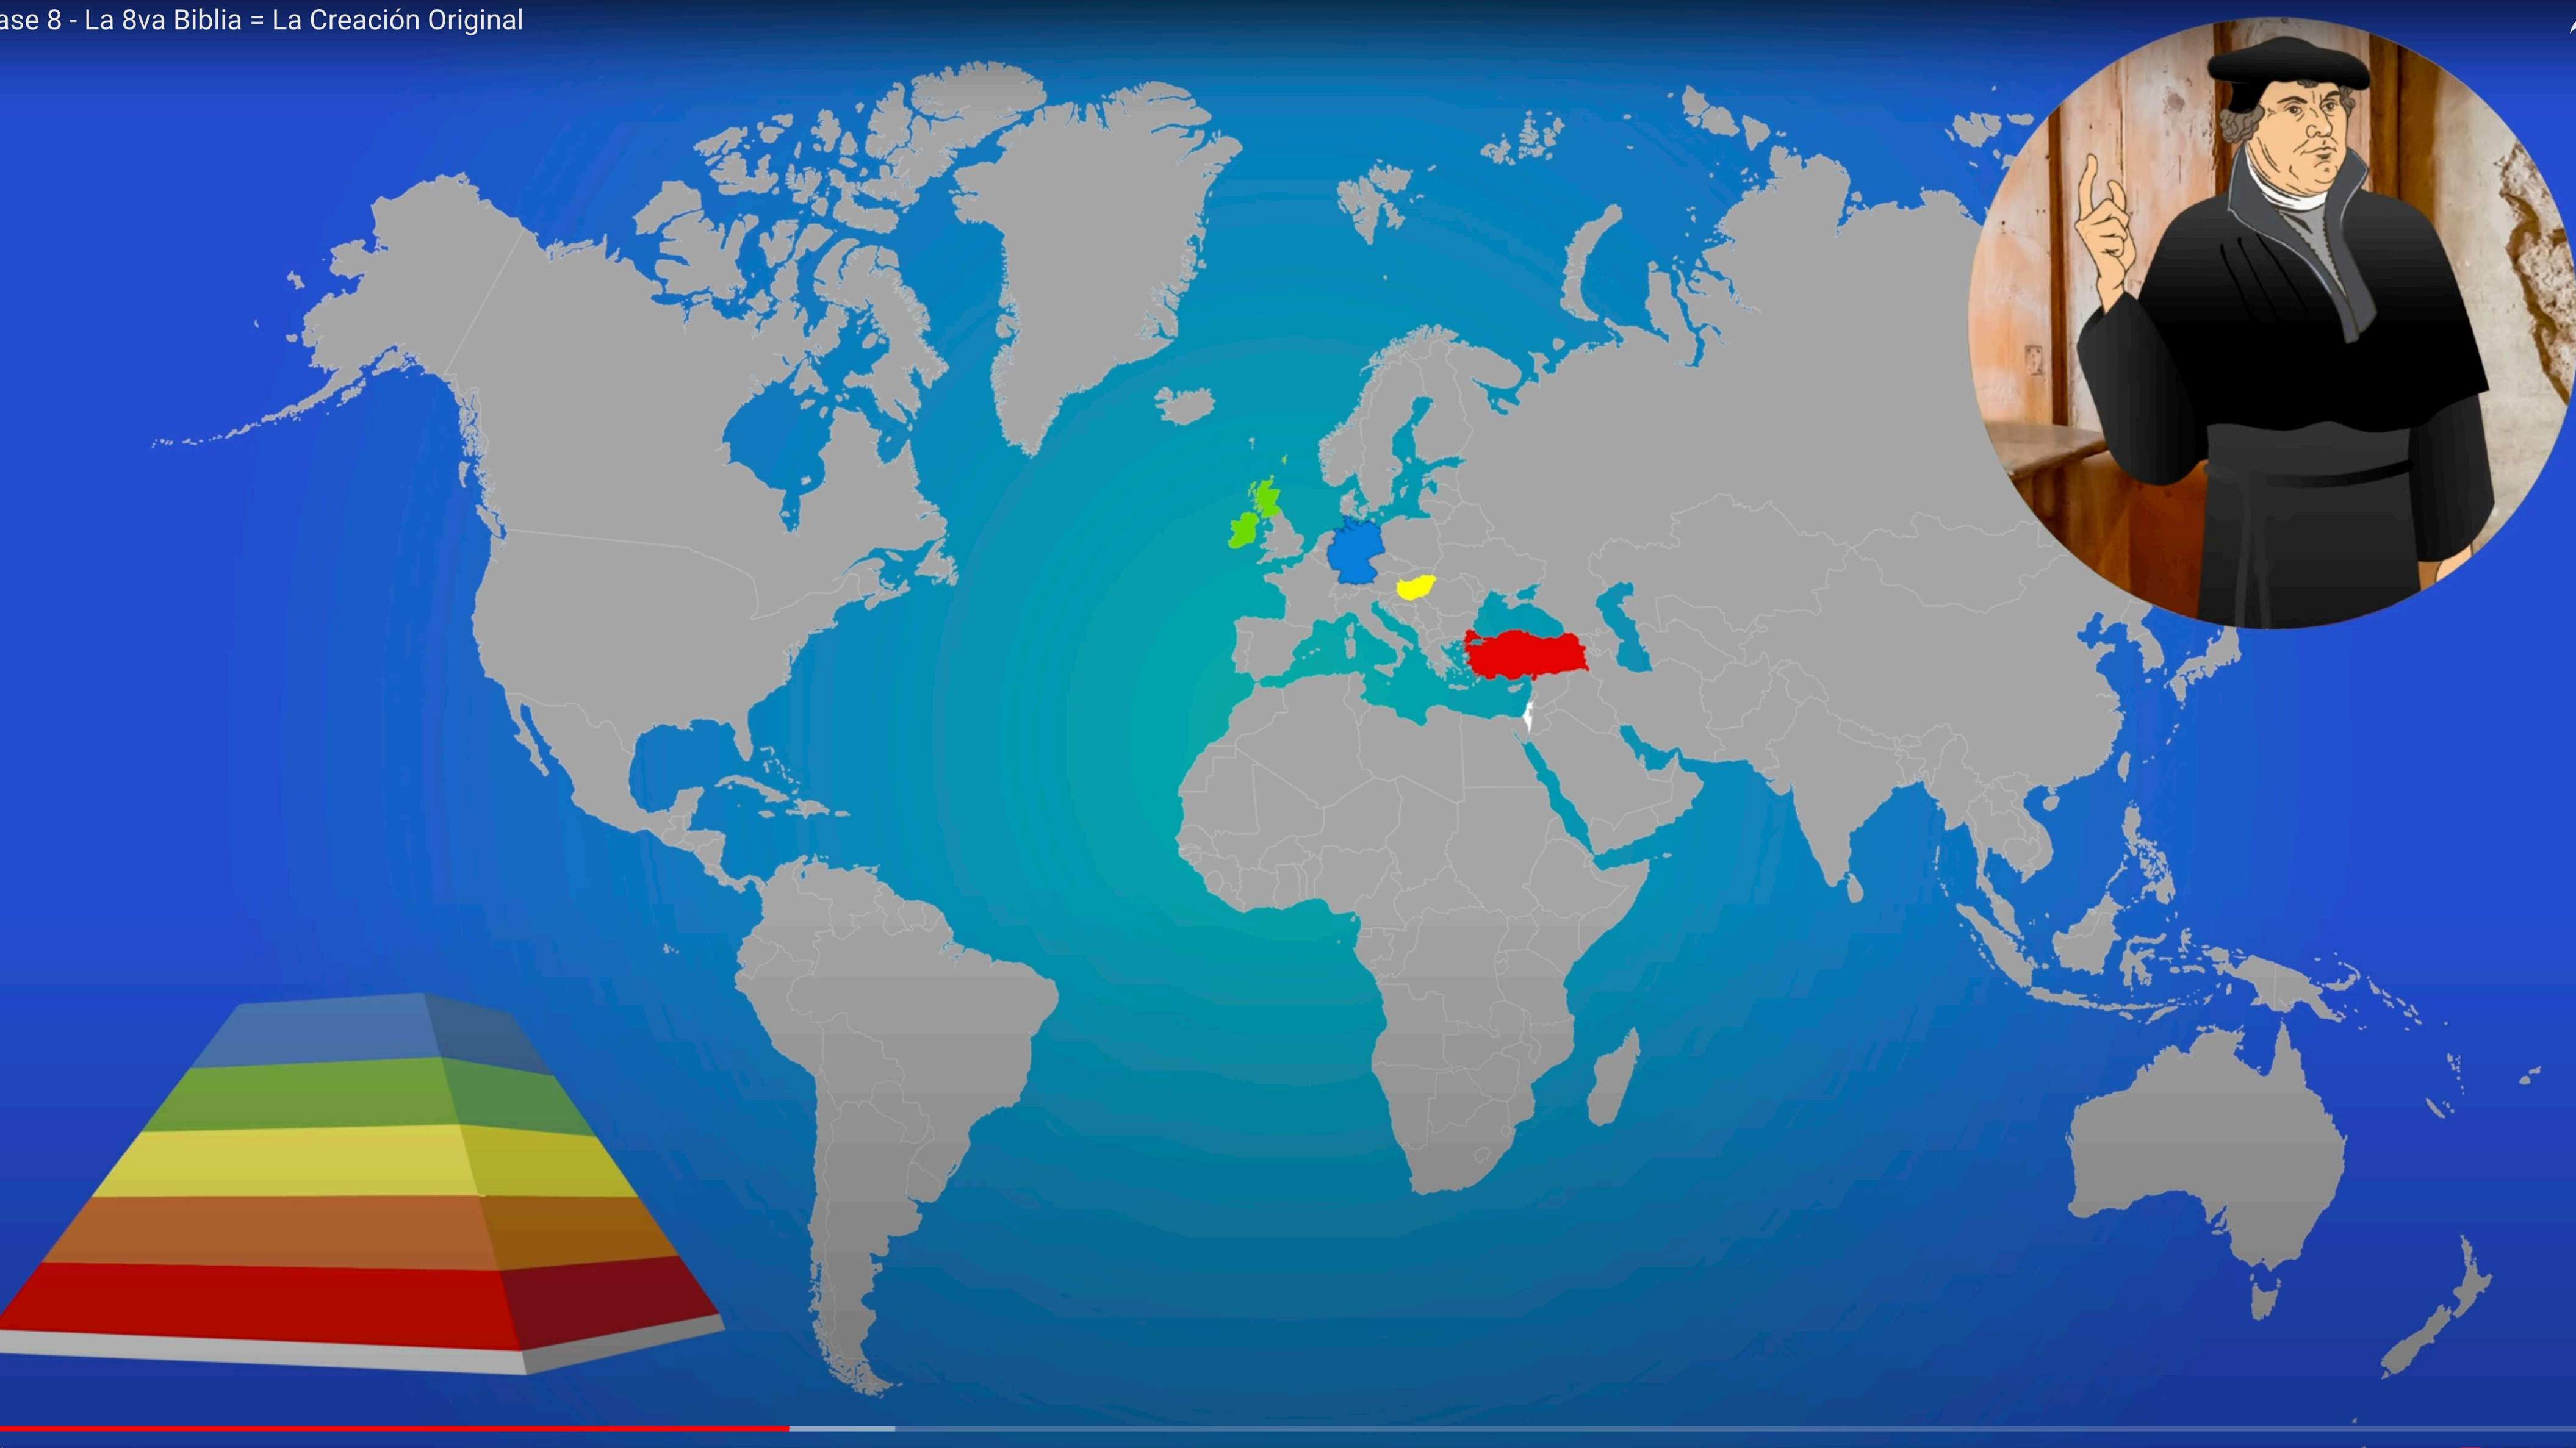 ase 8 - La 8va Biblia = La Creación Original